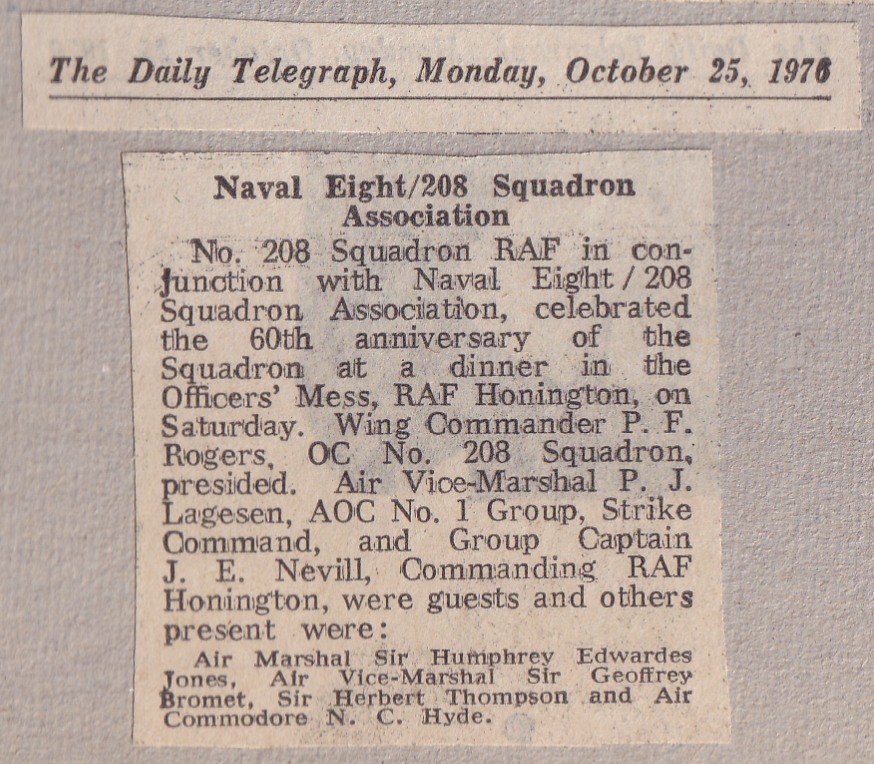 The Daily Telegraph, Monday, October 25, 1976
Naval Eight/208 Squadron
Association
No. 208 Squadron RAF in con-
junction with Naval Eight / 208
Squadron Association, celebrated
the 60th anniversary of the
Squadron at a dinner in the
Officers' Mess, RAF Honington, on
Saturday. Wing Commander P. F.
Rogers, OC No. 208 Squadron,
presided. Air Vice-Marshal P. J.
Lagesen, AOC No. 1 Group, Strike
Command, and Group Captain
J. E. Nevill, Commanding RAF
Honington, were guests and others
present were:
Air Marshal Sir Humphrey Edwardes
Jones, Air Vice-Marshal Sir Geoffrey
Bromet, Sir Herbert Thompson and Air
Commodore N. C. Hyde.